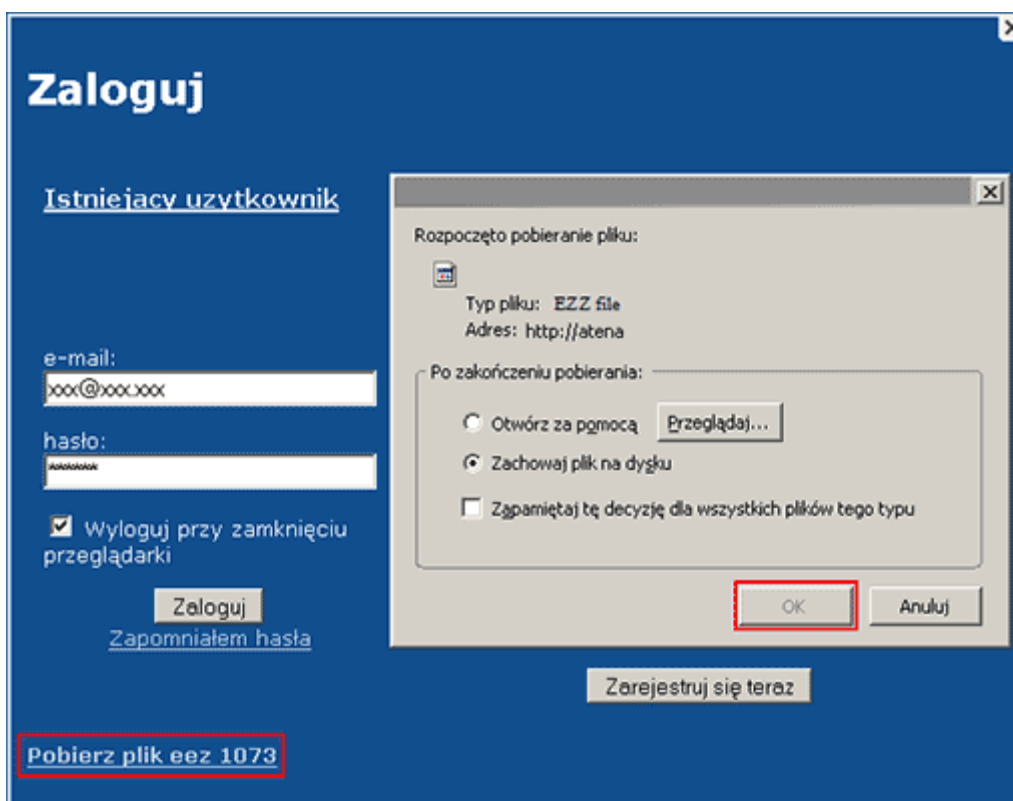 Zaloguj
Istniejacy uzytkownik
e-mail:
xxx@xxx.xxx
hasło:
******
Wyloguj przy zamknięciu
przeglądarki
Zaloguj
Zapomniałem hasła
Pobierz plik eez 1073
Rozpoczęto pobieranie pliku:
Typ pliku: EZZ file
Adres: http://atena
Po zakończeniu pobierania:
Otwórz za pomocą Przeglądaj...
Zachowaj plik na dysku
Zapamiętaj tę decyzję dla wszystkich plików tego typu
OK Anuluj
Zarejestruj się teraz